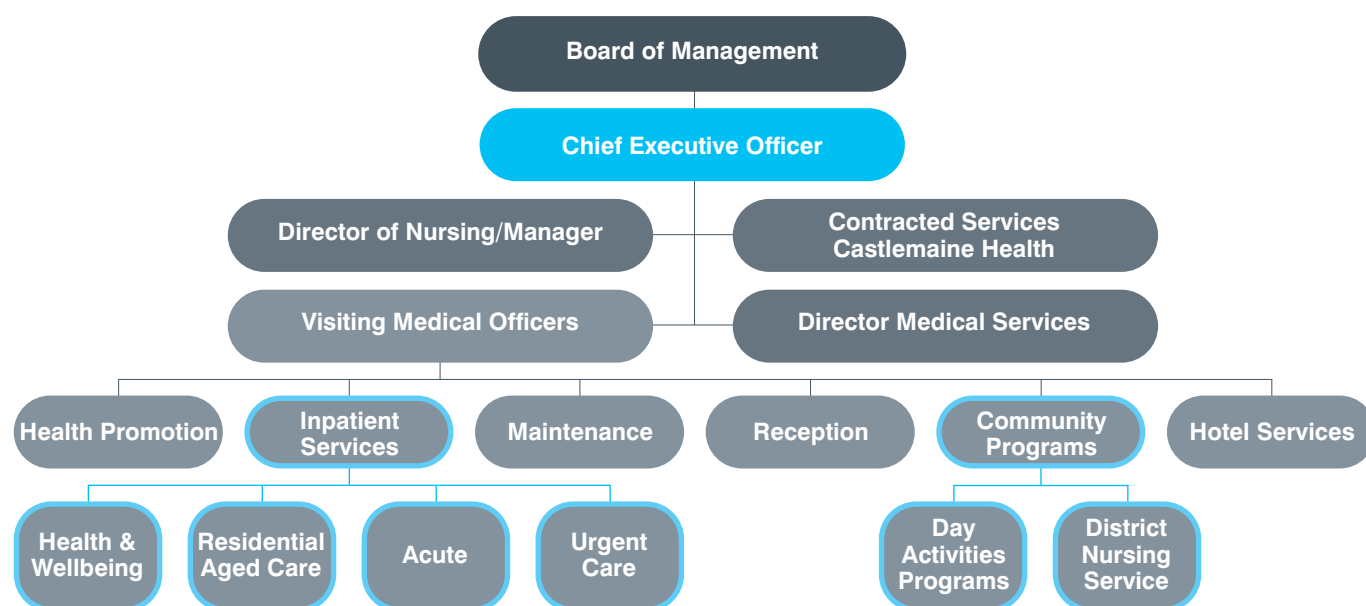 Board of Management
Chief Executive Officer
Director of Nursing/Manager
Contracted Services
Castlemaine Health
Visiting Medical Officers
Director Medical Services
Health Promotion
Inpatient
Services
Maintenance
Reception
Community
Programs
Hotel Services
Health &
Wellbeing
Residential
Aged Care
Acute
Urgent
Care
Day
Activities
Programs
District
Nursing
Service